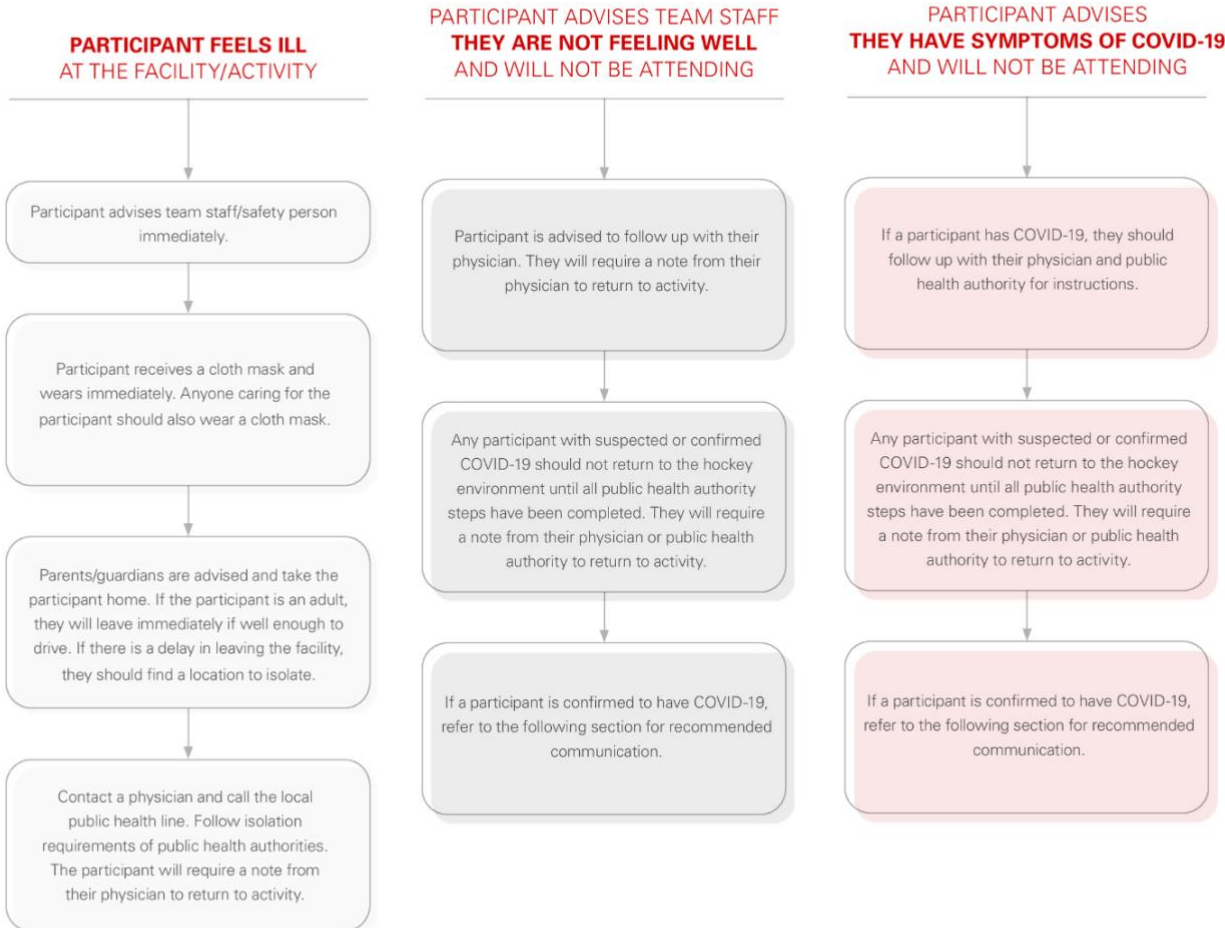 PARTICIPANT FEELS ILL
AT THE FACILITY/ACTIVITY
Participant advises team staff/safety person
immediately.
Participant receives a cloth mask and
wears immediately. Anyone caring for the
participant should also wear a cloth mask.
Parents/guardians are advised and take the
participant home. If the participant is an adult,
they will leave immediately if well enough to
drive. If there is a delay in leaving the facility,
they should find a location to isolate.
Contact a physician and call the local
public health line. Follow isolation
requirements of public health authorities.
The participant will require a note from
their physician to return to activity.
PARTICIPANT ADVISES TEAM STAFF
THEY ARE NOT FEELING WELL
AND WILL NOT BE ATTENDING
Participant is advised to follow up with their
physician. They will require a note from their
physician to return to activity.
Any participant with suspected or confirmed
COVID-19 should not return to the hockey
environment until all public health authority
steps have been completed. They will require
a note from their physician or public health
authority to return to activity.
If a participant is confirmed to have COVID-19,
refer to the following section for recommended
communication.
PARTICIPANT ADVISES
THEY HAVE SYMPTOMS OF COVID-19
AND WILL NOT BE ATTENDING
If a participant has COVID-19, they should
follow up with their physician and public
health authority for instructions.
Any participant with suspected or confirmed
COVID-19 should not return to the hockey
environment until all public health authority
steps have been completed. They will require
a note from their physician or public health
authority to return to activity.
If a participant is confirmed to have COVID-19,
refer to the following section for recommended
communication.